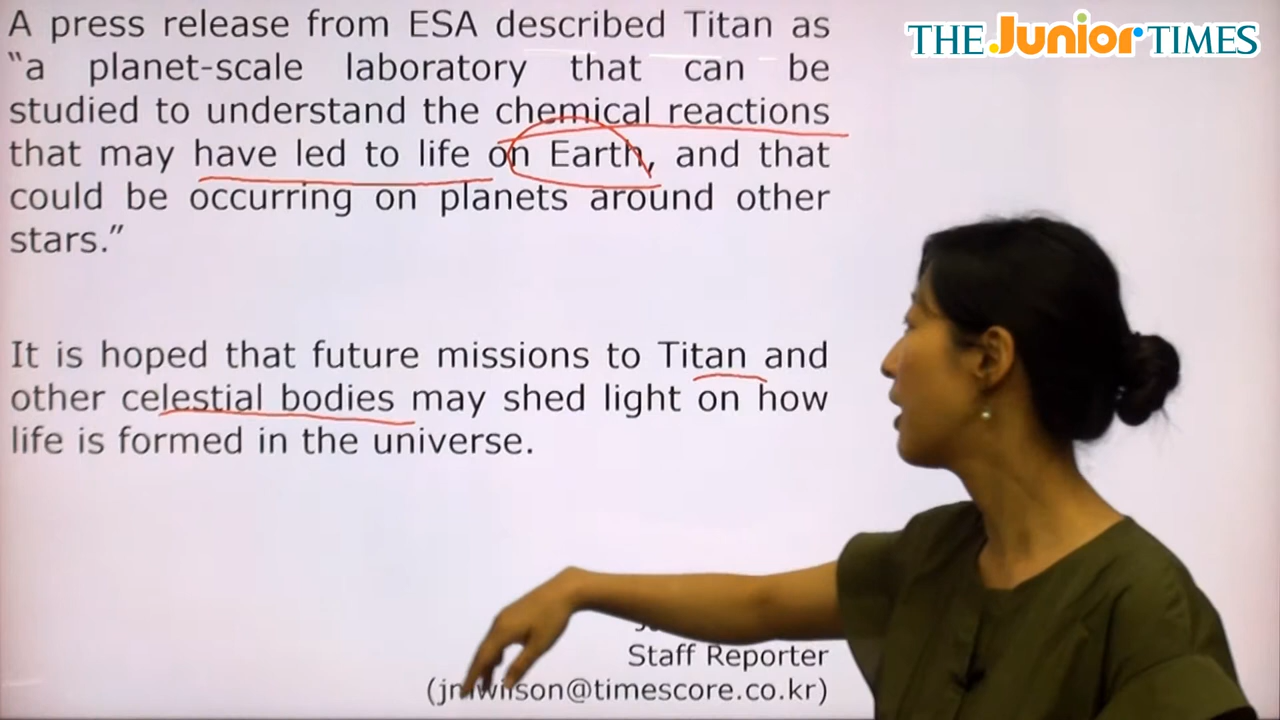 THE Junior TIMES
A press release from ESA described Titan as
“a planet-scale laboratory that can be
studied to understand the chemical reactions
that may have led to life on Earth, and that
could be occurring on planets around other
stars.”
It is hoped that future missions to Titan and
other celestial bodies may shed light on how
life is formed in the universe.
Staff Reporter